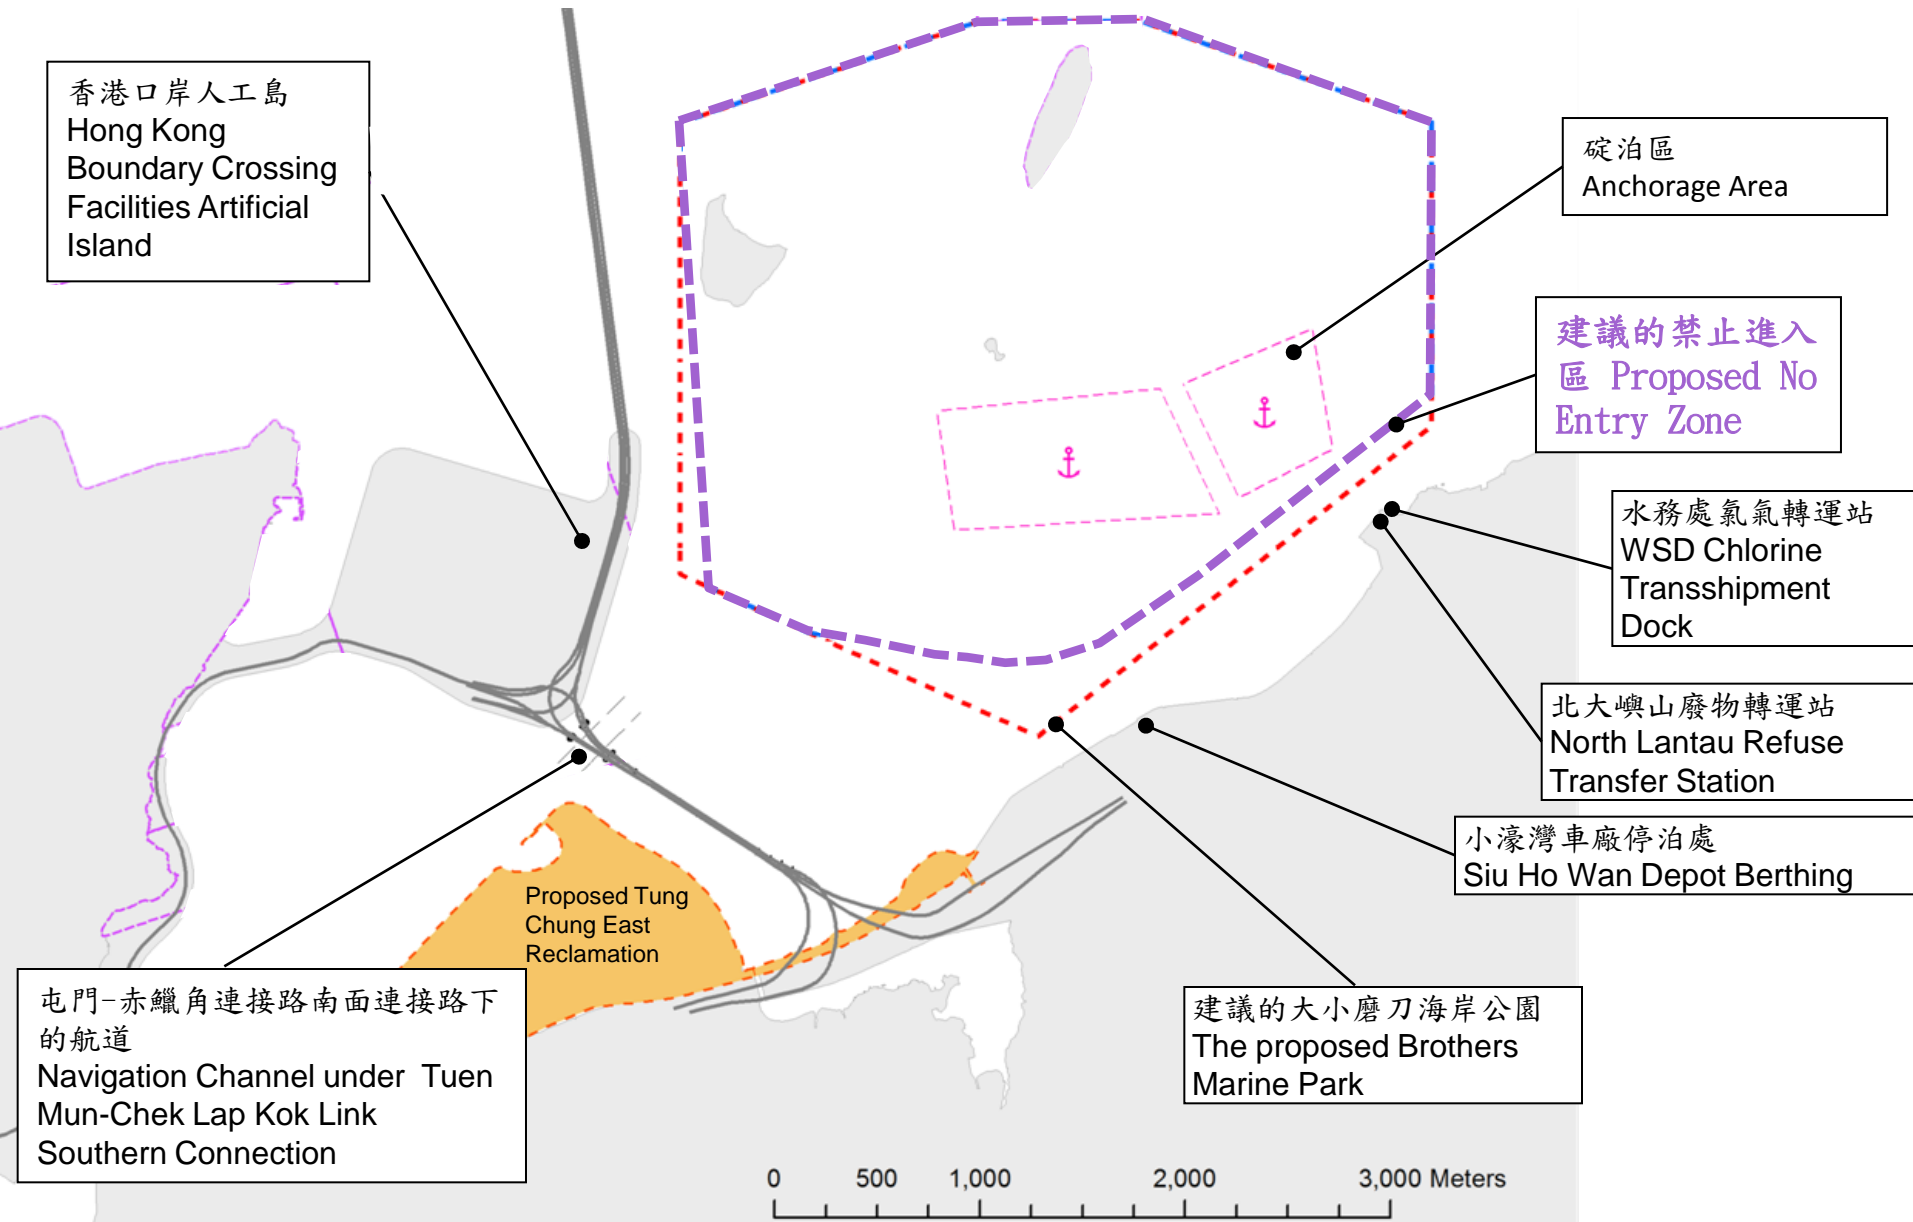 香港口岸人工島
Hong Kong
Boundary Crossing
Facilities Artificial
Island
碇泊區
Anchorage Area
建議的禁止進入
區 Proposed No
Entry Zone
水務處氣氣轉運站
WSD Chlorine
Transshipment
Dock
北大嶼山廢物轉運站
North Lantau Refuse
Transfer Station
小濠灣車廠停泊處
Siu Ho Wan Depot Berthing
Proposed Tung
Chung East
Reclamation
屯門-赤鱲角連接路南面連接路下
的航道
Navigation Channel under Tuen
Mun-Chek Lap Kok Link
Southern Connection
建議的大小磨刀海岸公園
The proposed Brothers
Marine Park
0 500 1,000 2,000 3,000 Meters